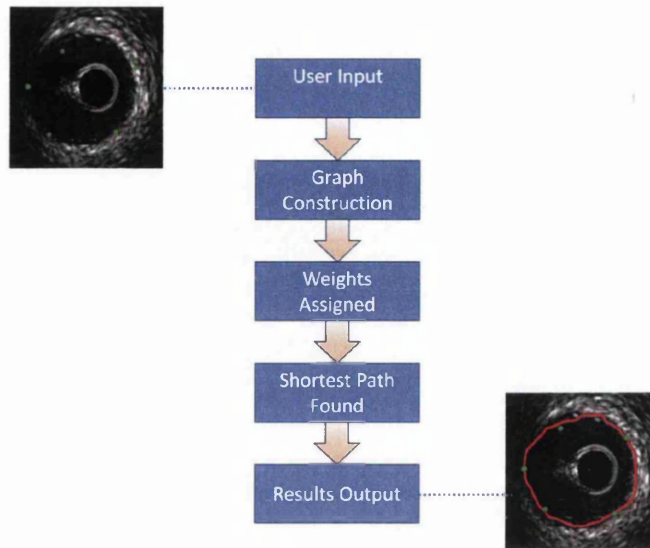 User Input
Graph
Construction
Weights
Assigned
Shortest Path
Found
Results Output